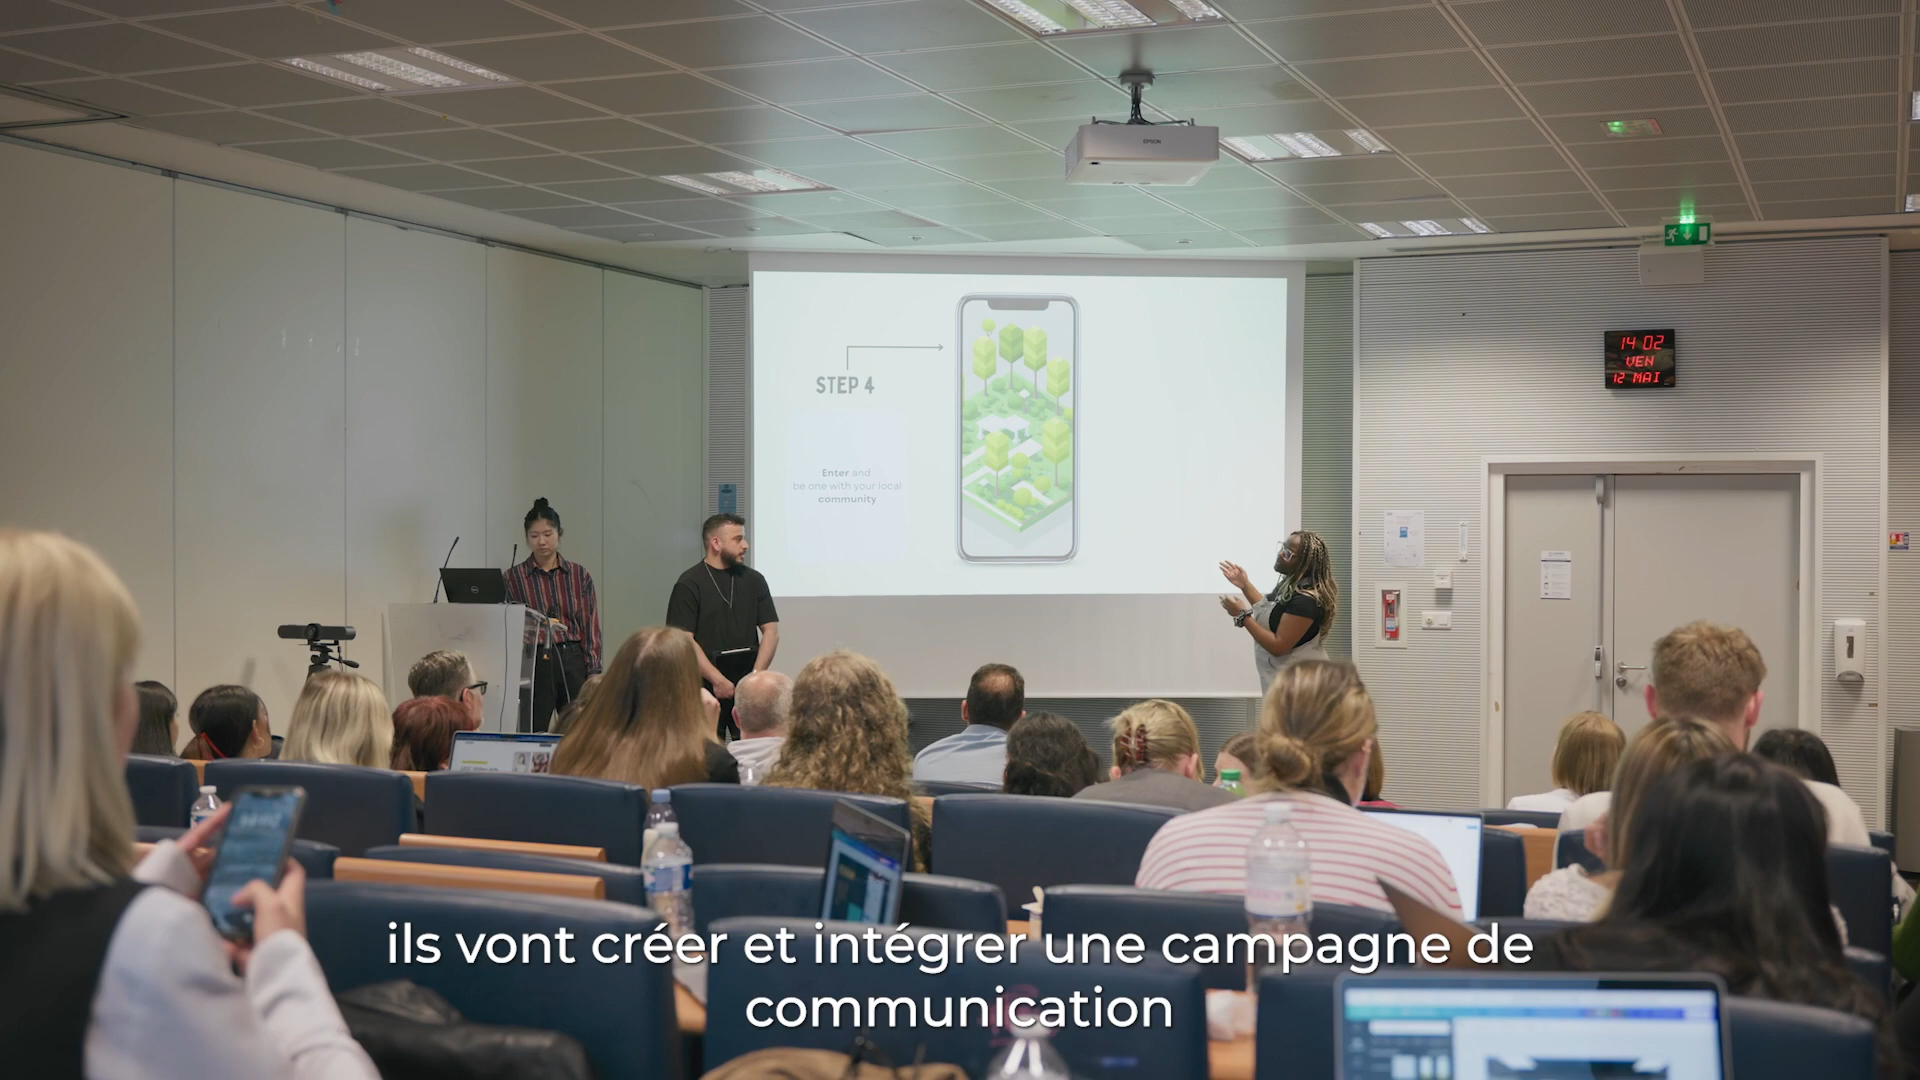 EPSON
14 02
VEN
12 MAI
STEP 4
Enter and
be one with your local
community
ils vont créer et intégrer une campagne de
communication